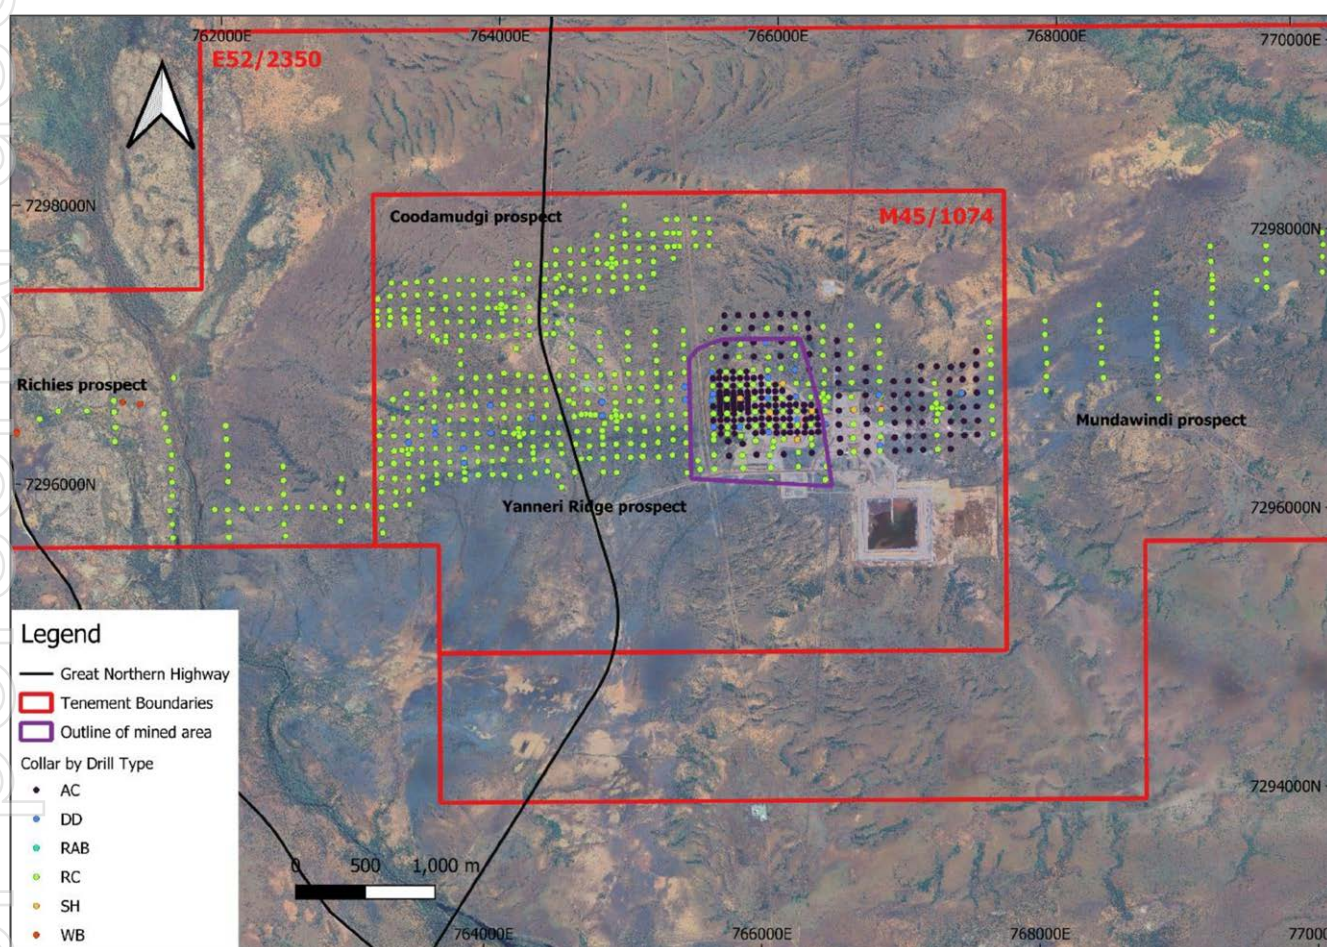 762000E
764000E
766000E
768000E
770000E
E52/2350
7298000N
Coodamudgi prospect
M45/1074
7298000N
Richies prospect
Mundawindi prospect
7296000N
Yanneri Ridge prospect
7296000N
Legend
Great Northern Highway
Tenement Boundaries
Outline of mined area
Collar by Drill Type
AC
DD
RAB
RC
SH
WB
7294000N
0 500 1,000 m
764000E
766000E
768000E
77000